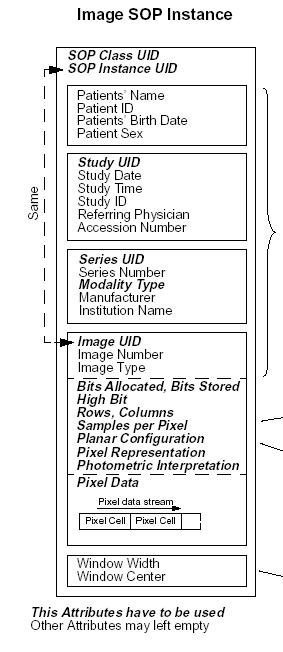 Image SOP Instance
SOP Class UID
SOP Instance UID
Patients' Name
Patient ID
Patients' Birth Date
Patient Sex
Study UID
Study Date
Study Time
Study ID
Referring Physician
Accession Number
Same
Series UID
Series Number
Modality Type
Manufacturer
Institution Name
Image UID
Image Number
Image Type
Bits Allocated, Bits Stored
High Bit
Rows, Columns
Samples per Pixel
Planar Configuration
Pixel Representation
Photometric Interpretation
Pixel Data
Pixel data stream
Pixel Cell Pixel Cell
Window Width
Window Center
This Attributes have to be used
Other Attributes may left empty